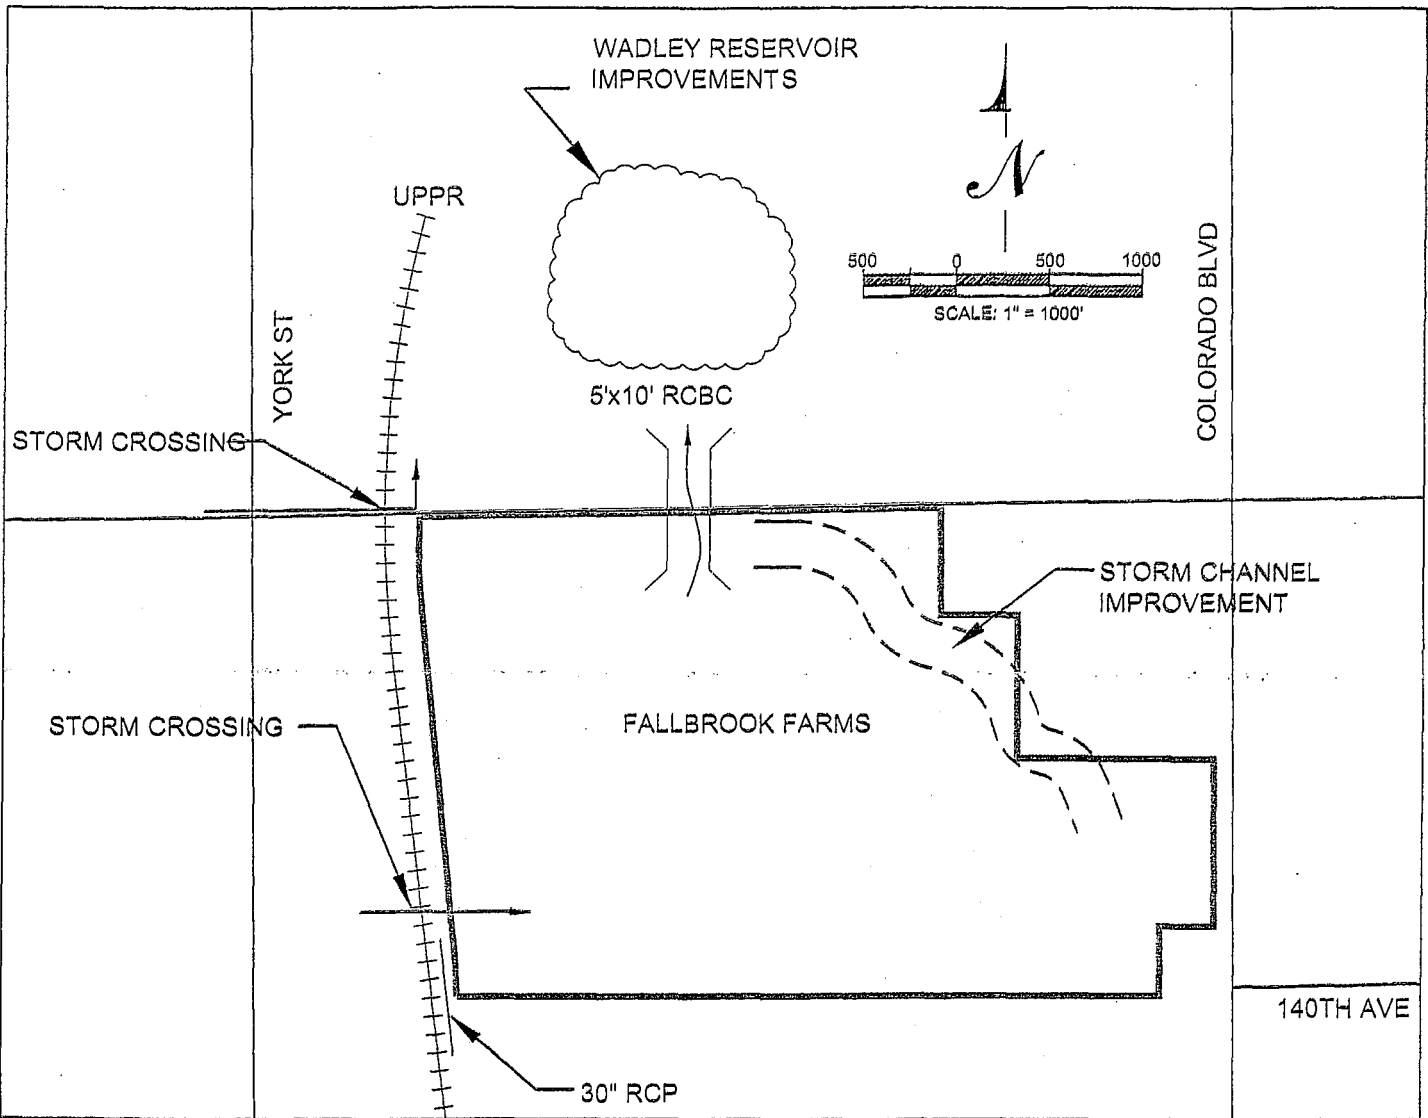 WADLEY RESERVOIR
IMPROVEMENTS
N
UPPR
500 0 500 1000
SCALE: 1" = 1000'
YORK ST
COLORADO BLVD
5'x10' RCBC
STORM CROSSING
STORM CHANNEL
IMPROVEMENT
STORM CROSSING
FALLBROOK FARMS
140TH AVE
30" RCP